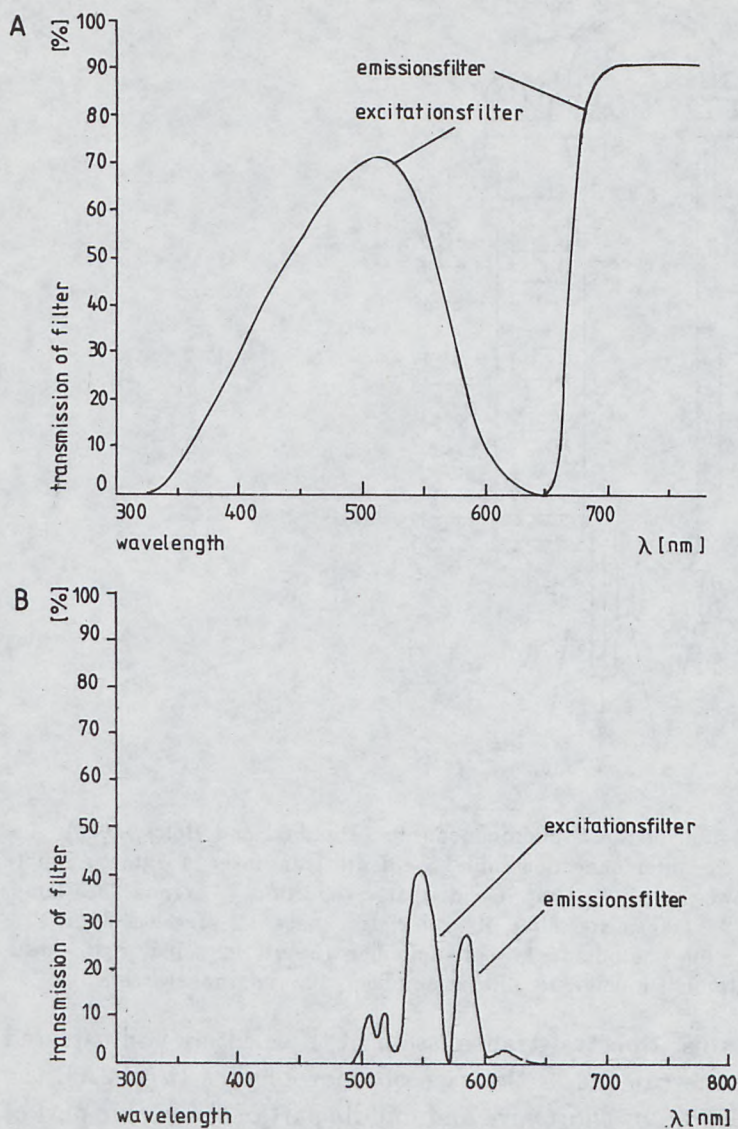 A
transmission of filter [%]
100
90
80
70
60
50
40
30
20
10
0
emissionsfilter
excitationsfilter
300 400 500 600 700
wavelength λ [nm]
B
transmission of filter [%]
100
90
80
70
60
50
40
30
20
10
0
excitationsfilter
emissionsfilter
300 400 500 600 700 800
wavelength λ [nm]